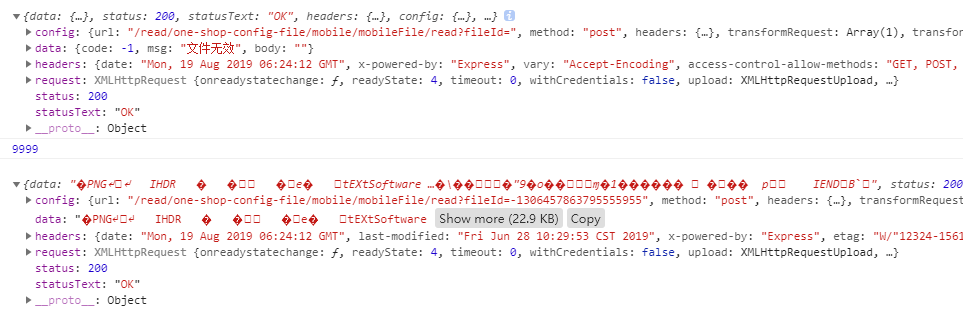 ▼{data: {…}, status: 200, statusText: "OK", headers: {…}, config: {…}, …} i
▶ config: {url: "/read/one-shop-config-file/mobile/mobileFile/read?fileId=", method: "post", headers: {…}, transformRequest: Array(1), transform
▶ data: {code: -1, msg: "文件无效", body: ""}
▶ headers: {date: "Mon, 19 Aug 2019 06:24:12 GMT", x-powered-by: "Express", vary: "Accept-Encoding", access-control-allow-methods: "GET, POST,
▶ request: XMLHttpRequest {onreadystatechange: ƒ, readyState: 4, timeout: 0, withCredentials: false, upload: XMLHttpRequestUpload, …}
status: 200
statusText: "OK"
▶ __proto__: Object
9999
▼{data: "�PNG IHDR tEXtSoftware … IEND B`", status: 200
▶ config: {url: "/read/one-shop-config-file/mobile/mobileFile/read?fileId=-1306457863795555955", method: "post", headers: {…}, transformReque
data: "�PNG IHDR tEXtSoftware Show more (22.9 KB) Copy
▶ headers: {date: "Mon, 19 Aug 2019 06:24:12 GMT", last-modified: "Fri Jun 28 10:29:53 CST 2019", x-powered-by: "Express", etag: "W/"12324-1561
▶ request: XMLHttpRequest {onreadystatechange: ƒ, readyState: 4, timeout: 0, withCredentials: false, upload: XMLHttpRequestUpload, …}
status: 200
statusText: "OK"
▶ __proto__: Object